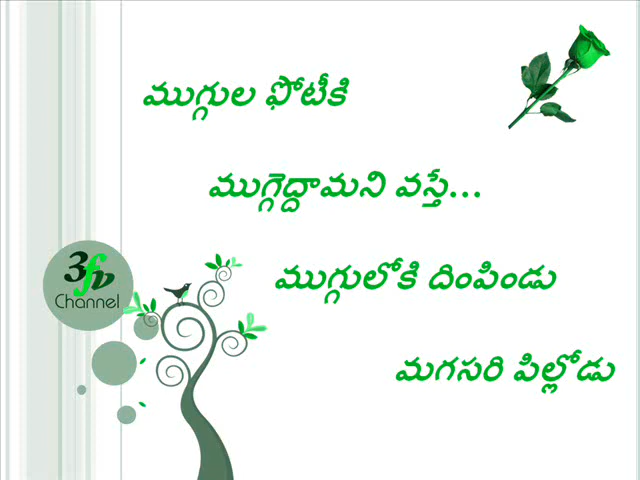 ముగ్గుల ఫోటీకి
ముగ్గెద్దామని వస్తే...
ముగ్గులోకి దింపిండు
మగసరి పిల్లోడు
3fv
Channel